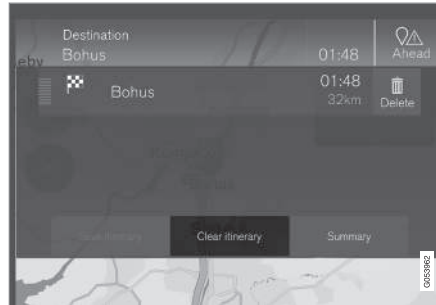 Destination
Bohus
01:48
Ahead
eby
Bohus
01:48
32km
Delete
Clear itinerary
Summary
G053962